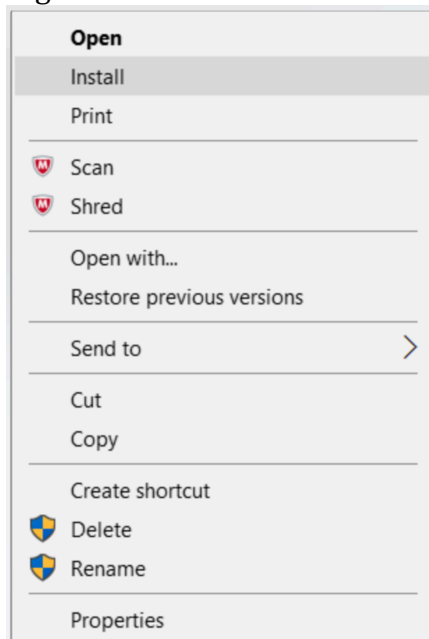 Open
Install
Print
Scan
Shred
Open with...
Restore previous versions
Send to
Cut
Copy
Create shortcut
Delete
Rename
Properties